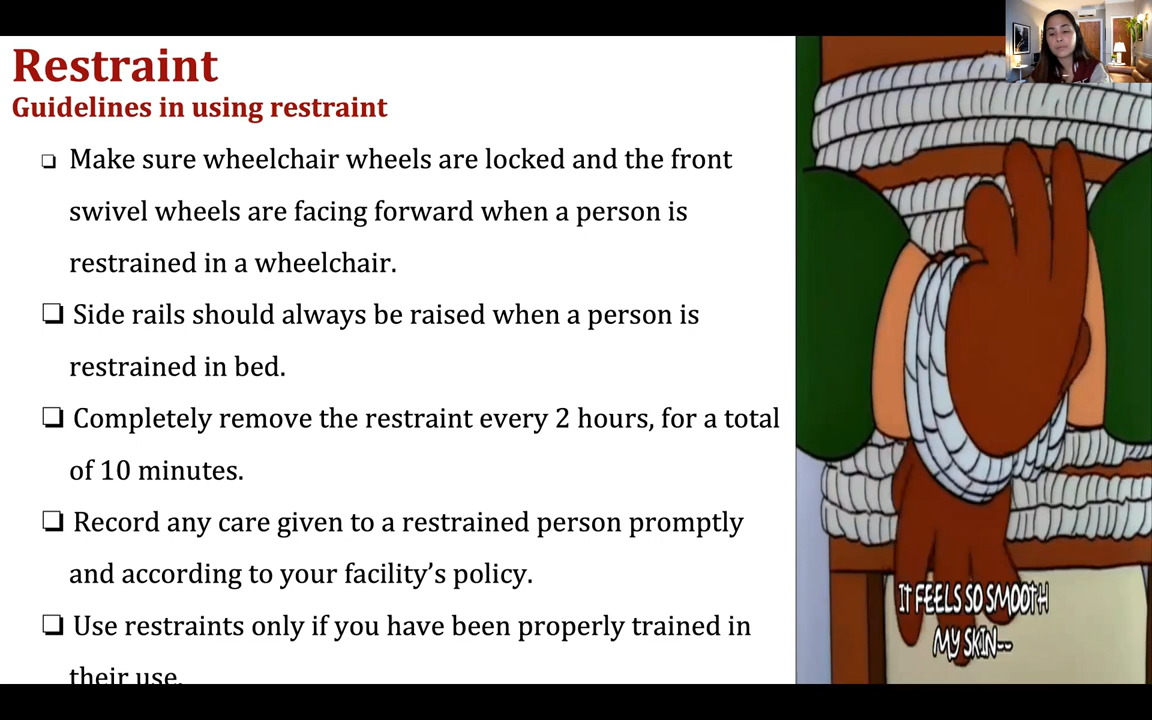 Restraint
Guidelines in using restraint
❏ Make sure wheelchair wheels are locked and the front
swivel wheels are facing forward when a person is
restrained in a wheelchair.
❏ Side rails should always be raised when a person is
restrained in bed.
❏ Completely remove the restraint every 2 hours, for a total
of 10 minutes.
❏ Record any care given to a restrained person promptly
and according to your facility’s policy.
❏ Use restraints only if you have been properly trained in
their use.
IT FEELS SO SMOOTH
MY SKIN--